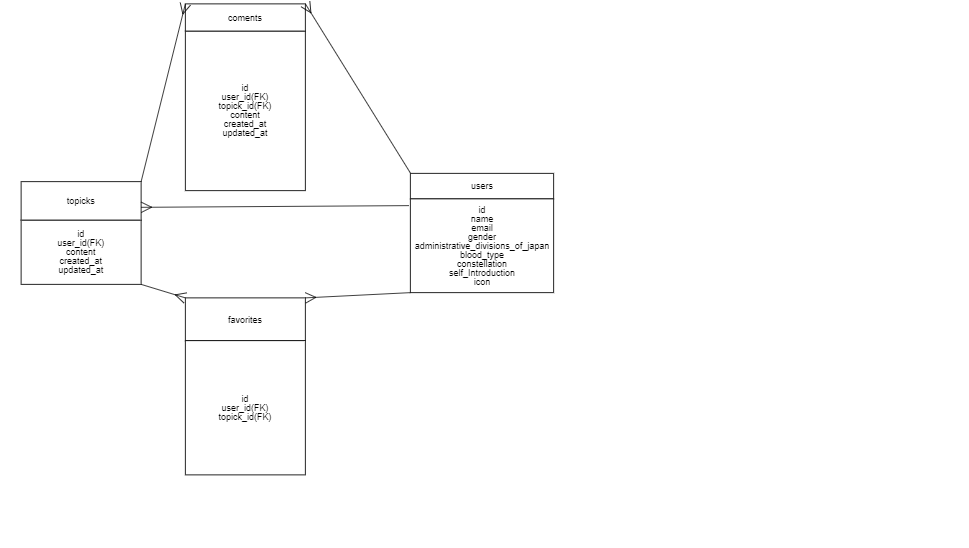 coments
id
user_id(FK)
topick_id(FK)
content
created_at
updated_at
topicks
id
user_id(FK)
content
created_at
updated_at
users
id
name
email
gender
administrative_divisions_of_japan
blood_type
constellation
self_Introduction
icon
favorites
id
user_id(FK)
topick_id(FK)